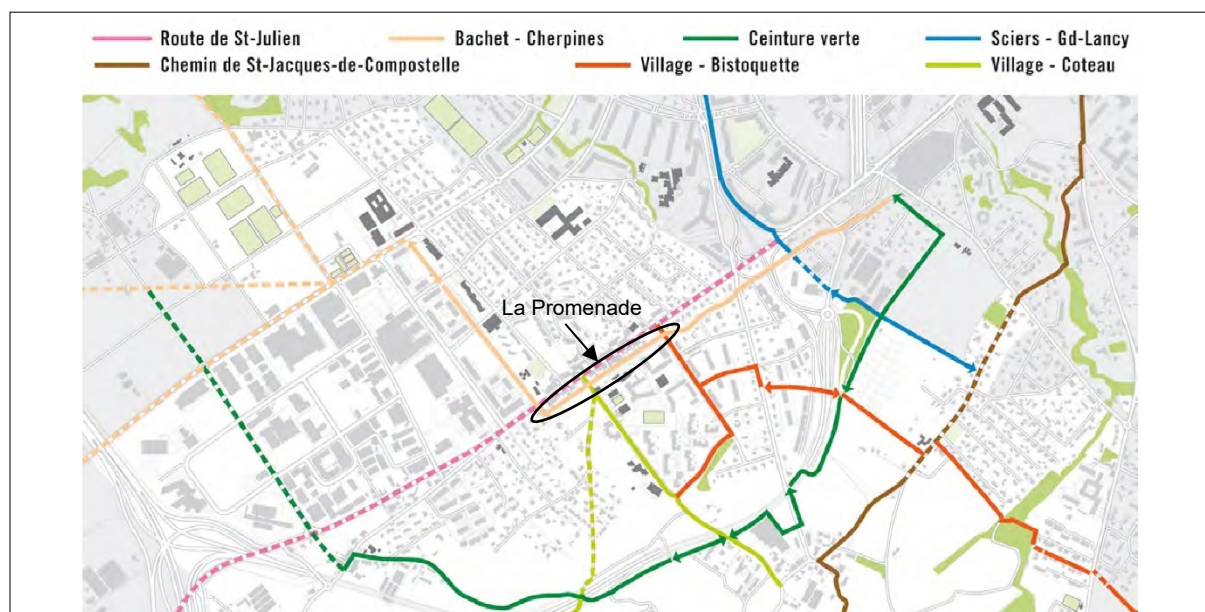 Route de St-Julien Bachet - Cherpines Ceinture verte Sciers - Gd-Lancy
Chemin de St-Jacques-de-Compostelle Village - Bistoquette Village - Coteau
La Promenade